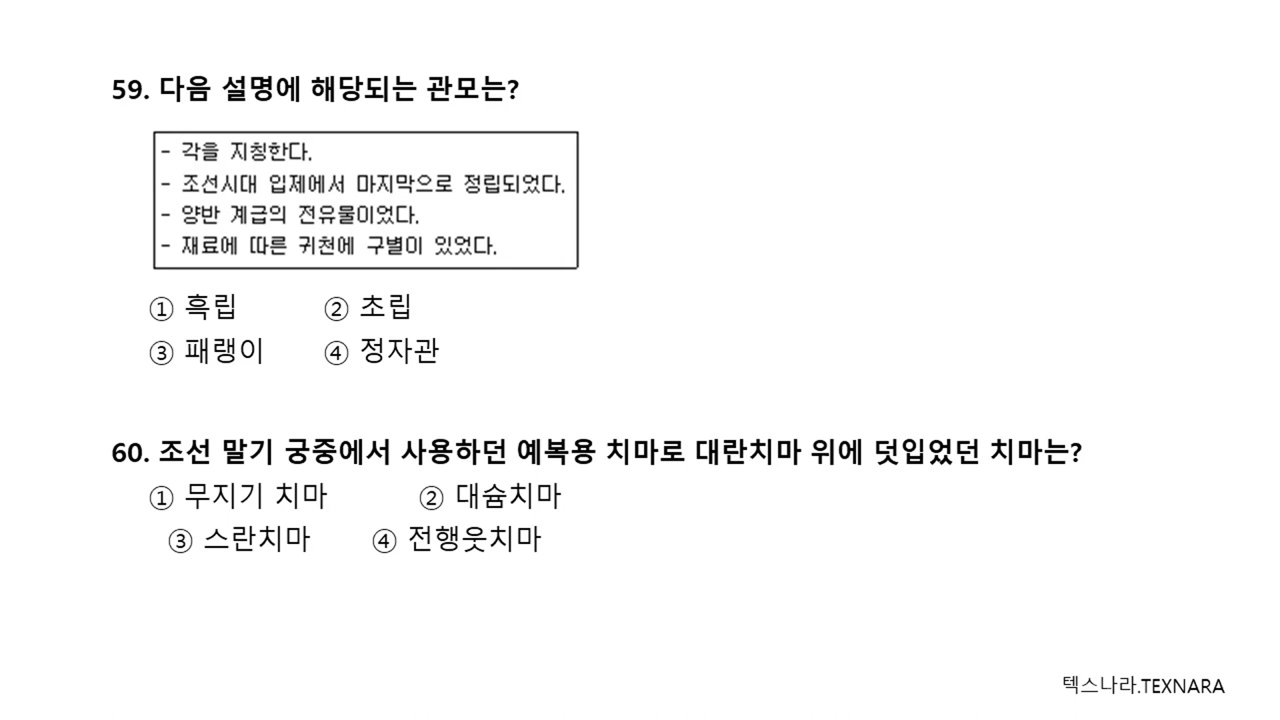 59. 다음 설명에 해당되는 관모는?
- 각을 지칭한다.
- 조선시대 입제에서 마지막으로 정립되었다.
- 양반 계급의 전유물이었다.
- 재료에 따른 귀천에 구별이 있었다.
① 흑립 ② 초립
③ 패랭이 ④ 정자관
60. 조선 말기 궁중에서 사용하던 예복용 치마로 대란치마 위에 덧입었던 치마는?
① 무지기 치마 ② 대슘치마
③ 스란치마 ④ 전행웃치마
텍스나라.TEXNARA